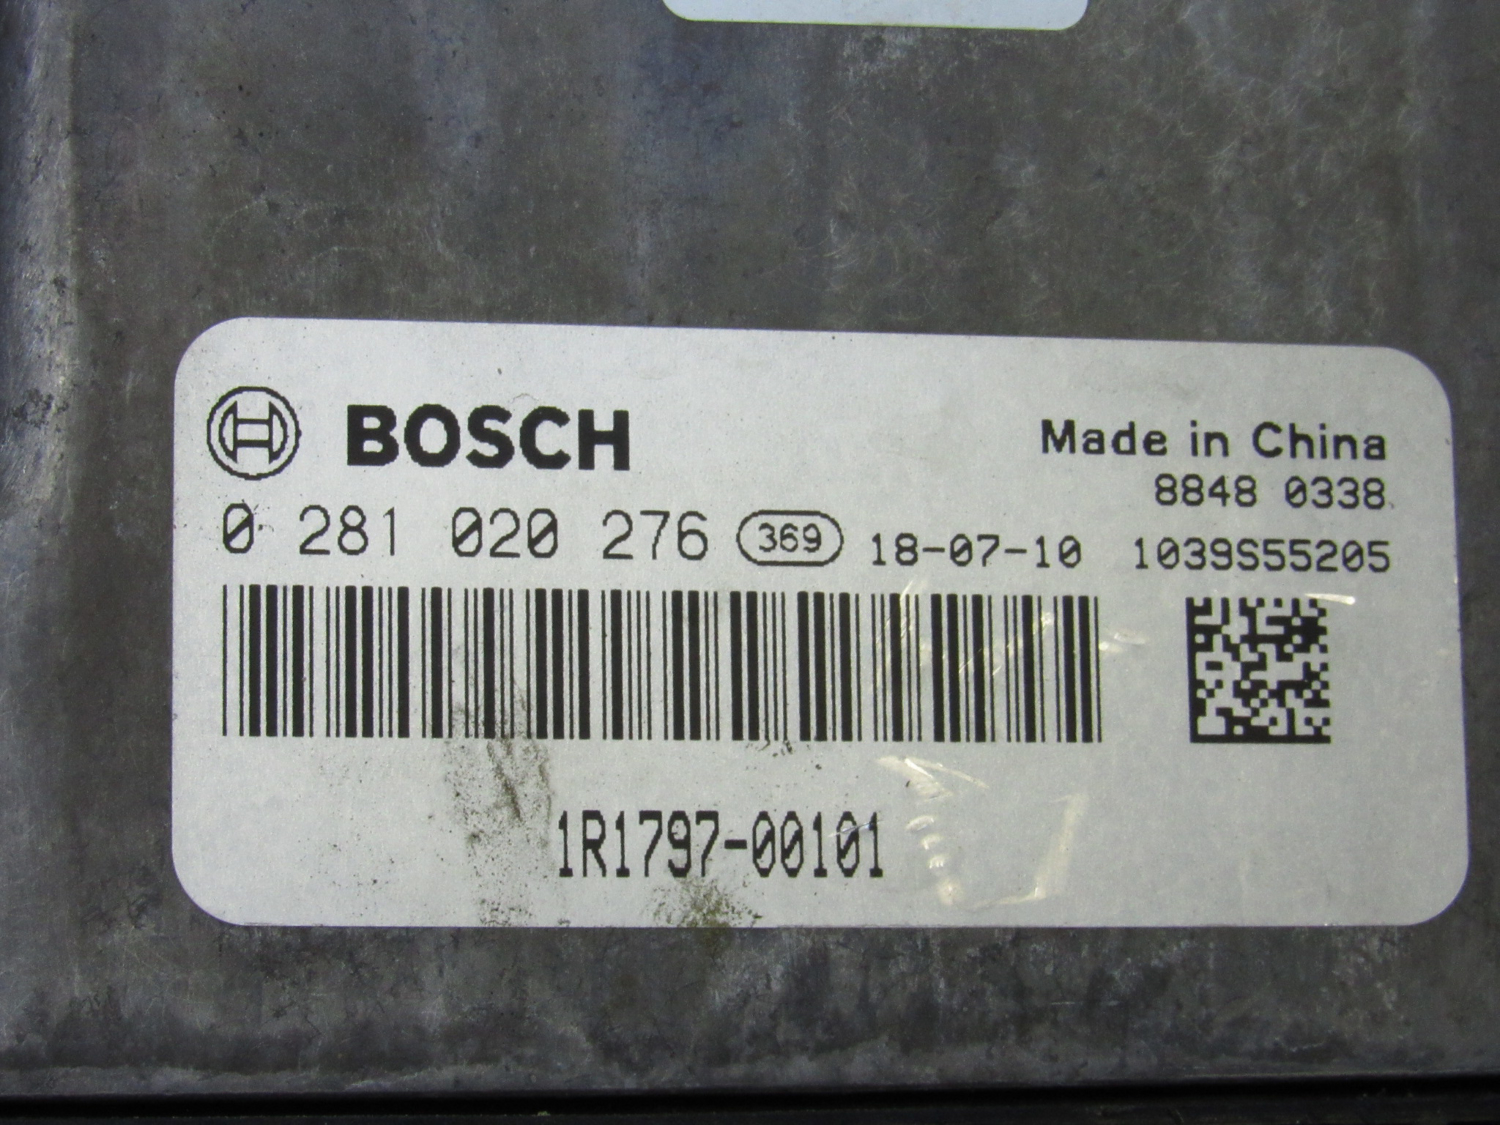 BOSCH
Made in China
8848 0338
0 281 020 276 369 18-07-10 1039S55205
1R1797-00101